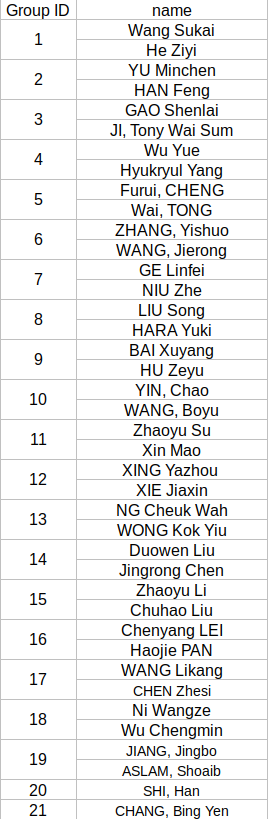 Group ID name
1 Wang Sukai
He Ziyi
2 YU Minchen
HAN Feng
3 GAO Shenlai
JI, Tony Wai Sum
4 Wu Yue
Hyukryul Yang
5 Furui, CHENG
Wai, TONG
6 ZHANG, Yishuo
WANG, Jierong
7 GE Linfei
NIU Zhe
8 LIU Song
HARA Yuki
9 BAI Xuyang
HU Zeyu
10 YIN, Chao
WANG, Boyu
11 Zhaoyu Su
Xin Mao
12 XING Yazhou
XIE Jiaxin
13 NG Cheuk Wah
WONG Kok Yiu
14 Duowen Liu
Jingrong Chen
15 Zhaoyu Li
Chuhao Liu
16 Chenyang LEI
Haojie PAN
17 WANG Likang
CHEN Zhesi
18 Ni Wangze
Wu Chengmin
19 JIANG, Jingbo
ASLAM, Shoaib
20 SHI, Han
21 CHANG, Bing Yen